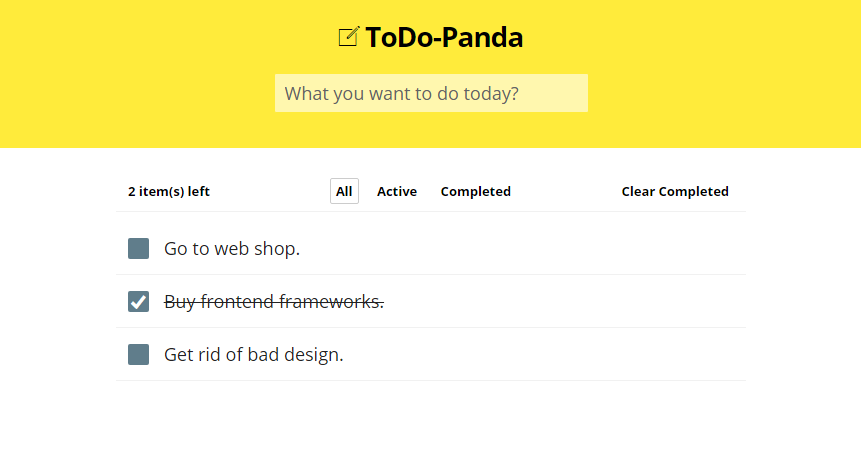 ToDo-Panda
What you want to do today?
2 item(s) left All Active Completed Clear Completed
Go to web shop.
Buy frontend frameworks.
Get rid of bad design.